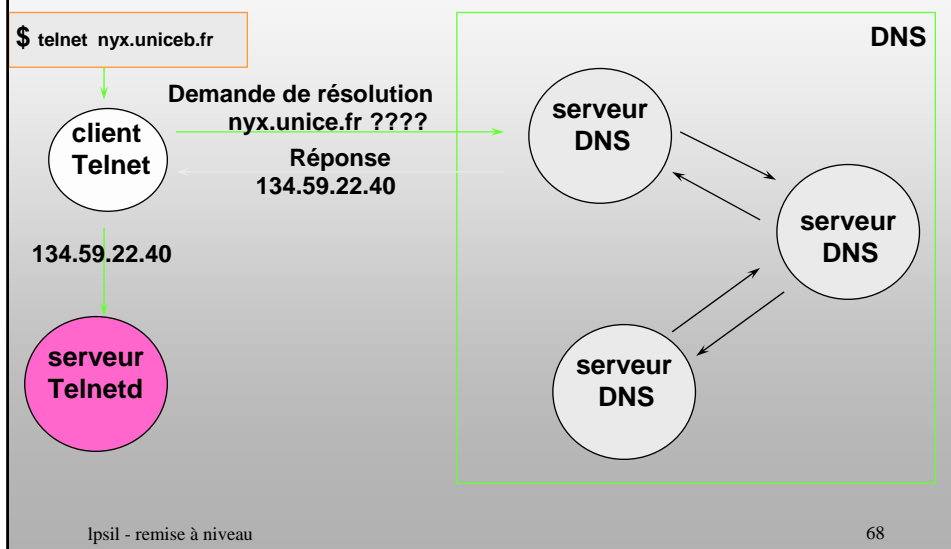 $ telnet nyx.uniceb.fr
DNS
Demande de résolution
nyx.unice.fr ????
client
Telnet
Réponse
134.59.22.40
serveur
DNS
serveur
DNS
134.59.22.40
serveur
Telnetd
serveur
DNS
lpsil - remise à niveau
68